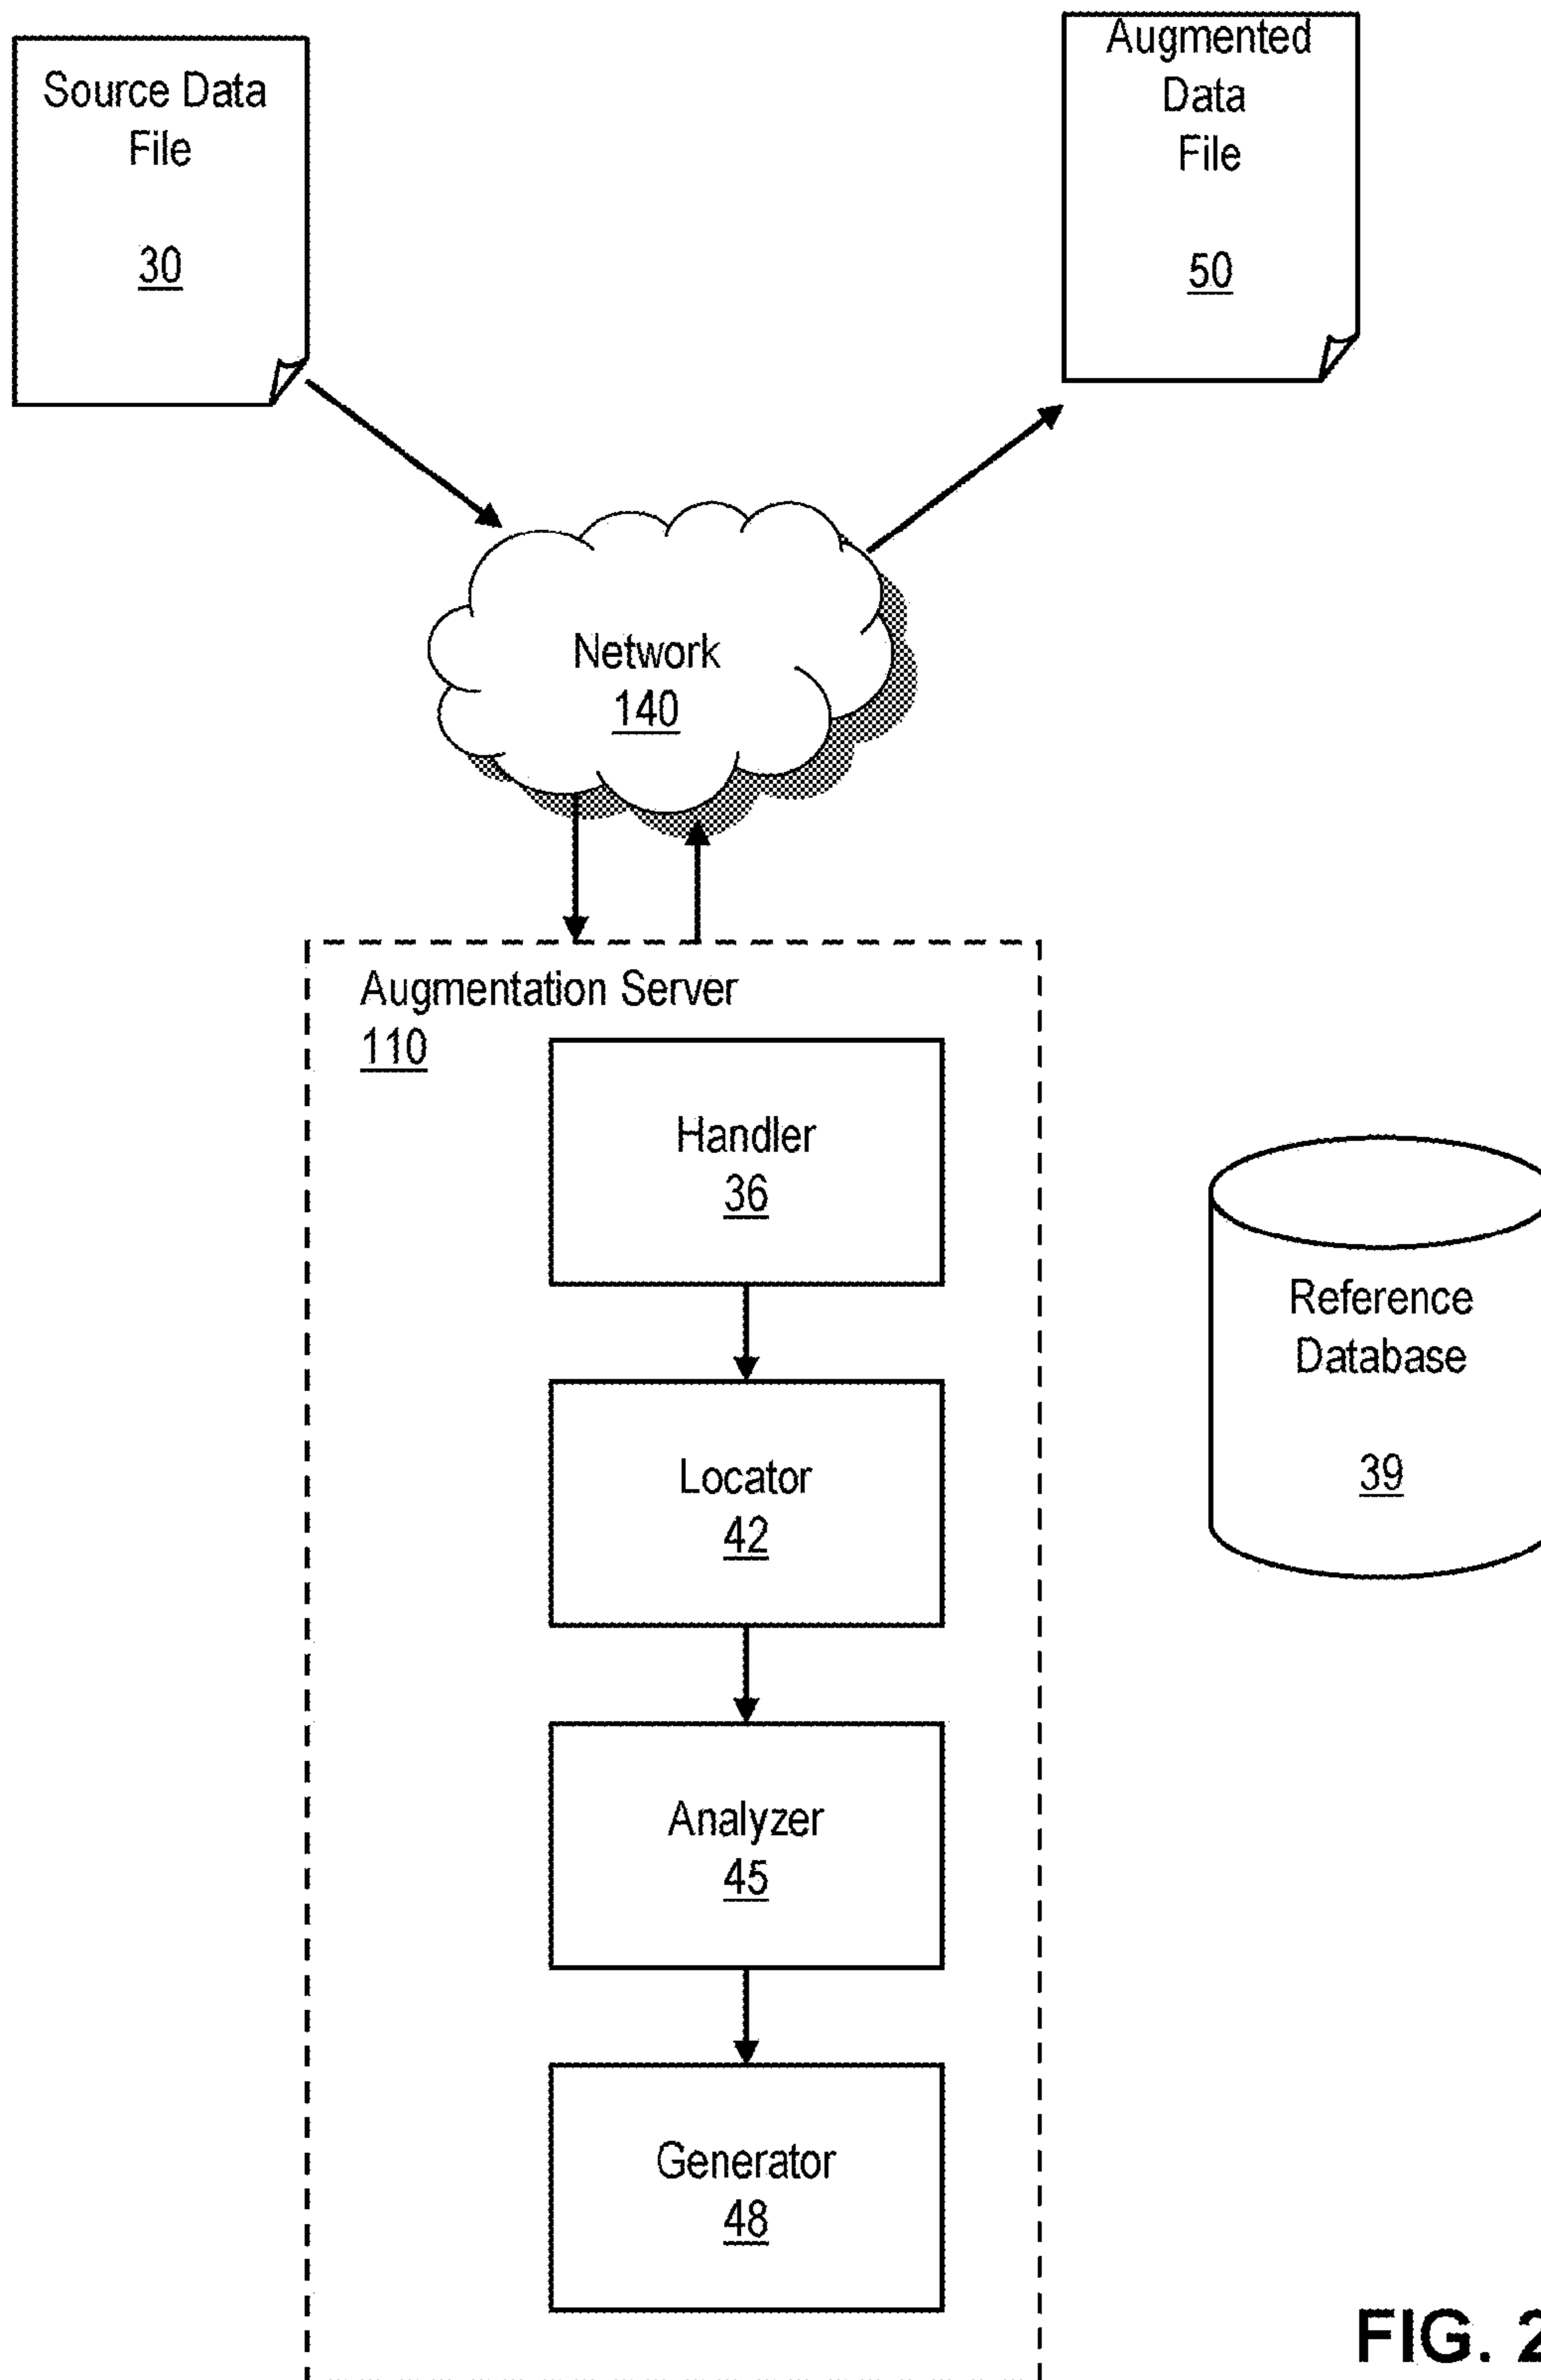 Source Data
File
30
Augmented
Data
File
50
Network
140
Augmentation Server
110
Handler
36
Locator
42
Analyzer
45
Generator
48
Reference
Database
39
FIG. 2